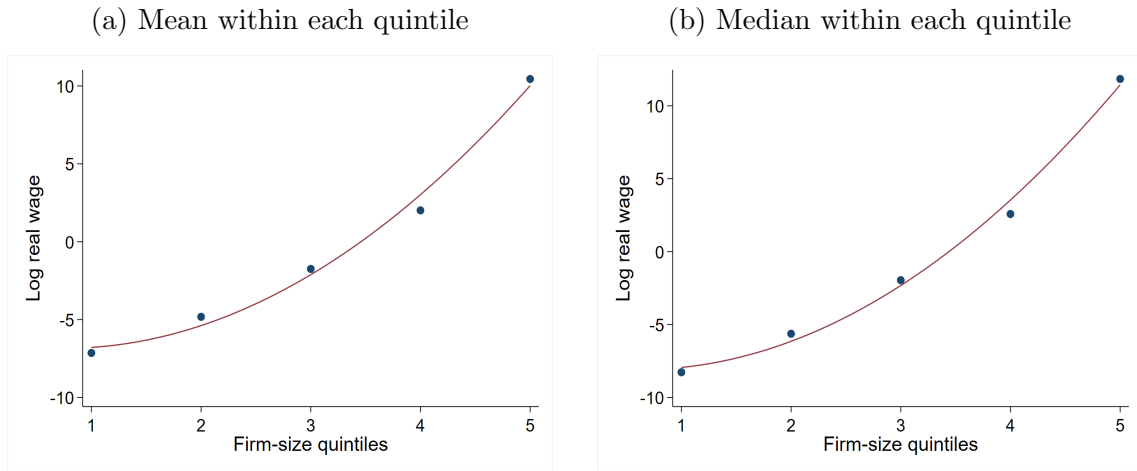 (a) Mean within each quintile
10
5
0
-5
-10
Log real wage
1 2 3 4 5
Firm-size quintiles
(b) Median within each quintile
10
5
0
-5
-10
Log real wage
1 2 3 4 5
Firm-size quintiles